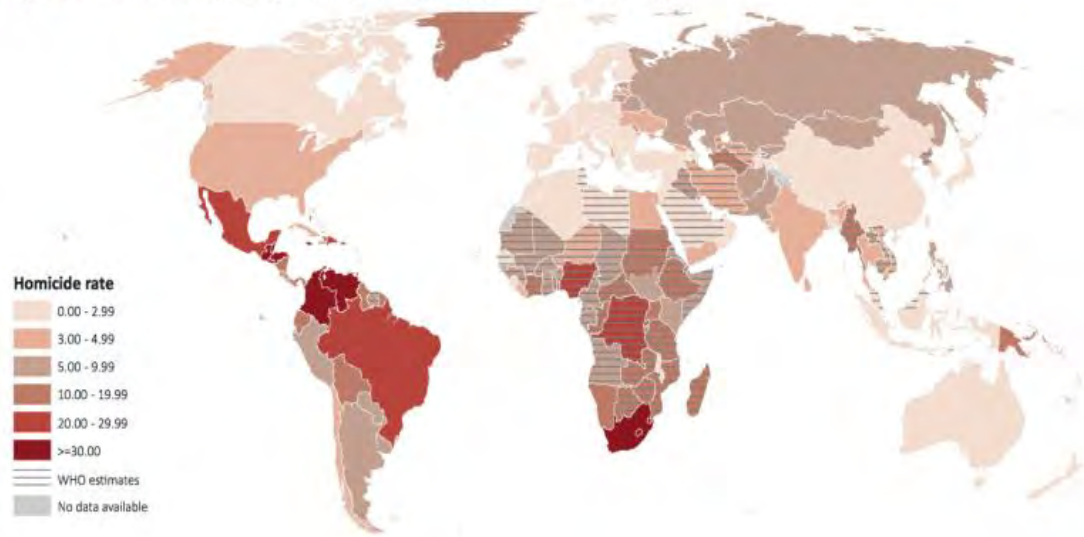 Homicide rate
0.00 - 2.99
3.00 - 4.99
5.00 - 9.99
10.00 - 19.99
20.00 - 29.99
>=30.00
WHO estimates
No data available